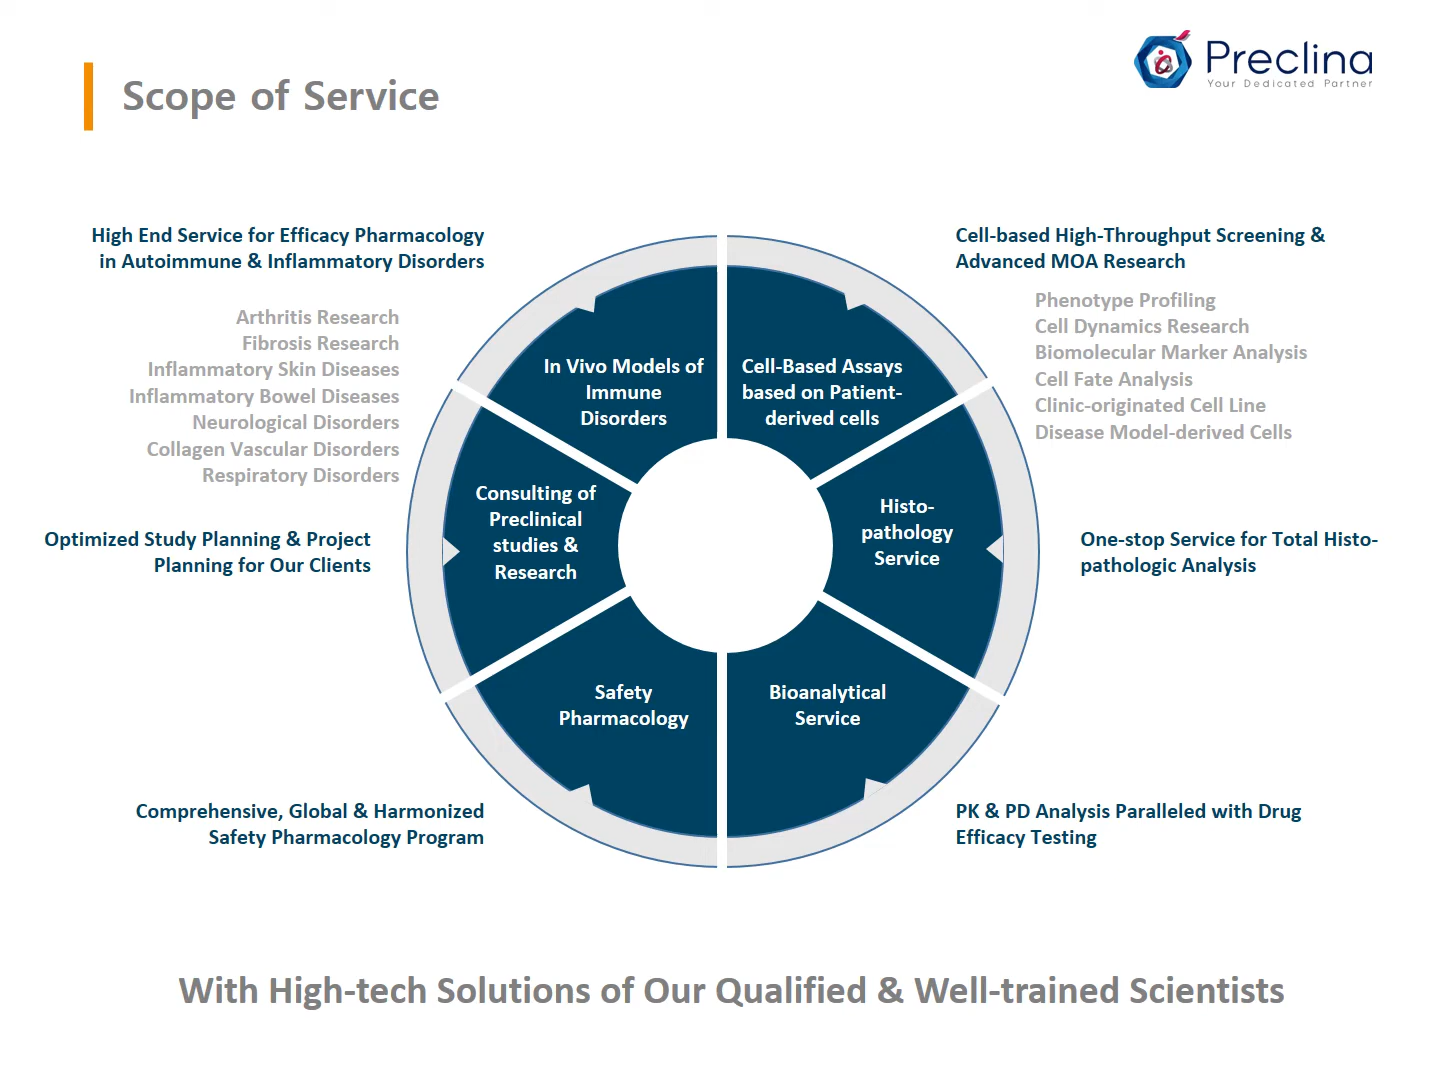 Preclina
Your Dedicated Partner
Scope of Service
High End Service for Efficacy Pharmacology
in Autoimmune & Inflammatory Disorders
Arthritis Research
Fibrosis Research
Inflammatory Skin Diseases
Inflammatory Bowel Diseases
Neurological Disorders
Collagen Vascular Disorders
Respiratory Disorders
Optimized Study Planning & Project
Planning for Our Clients
Comprehensive, Global & Harmonized
Safety Pharmacology Program
In Vivo Models of
Immune
Disorders
Cell-Based Assays
based on Patient-
derived cells
Consulting of
Preclinical
studies &
Research
Histo-
pathology
Service
Safety
Pharmacology
Bioanalytical
Service
Cell-based High-Throughput Screening &
Advanced MOA Research
Phenotype Profiling
Cell Dynamics Research
Biomolecular Marker Analysis
Cell Fate Analysis
Clinic-originated Cell Line
Disease Model-derived Cells
One-stop Service for Total Histo-
pathologic Analysis
PK & PD Analysis Paralleled with Drug
Efficacy Testing
With High-tech Solutions of Our Qualified & Well-trained Scientists